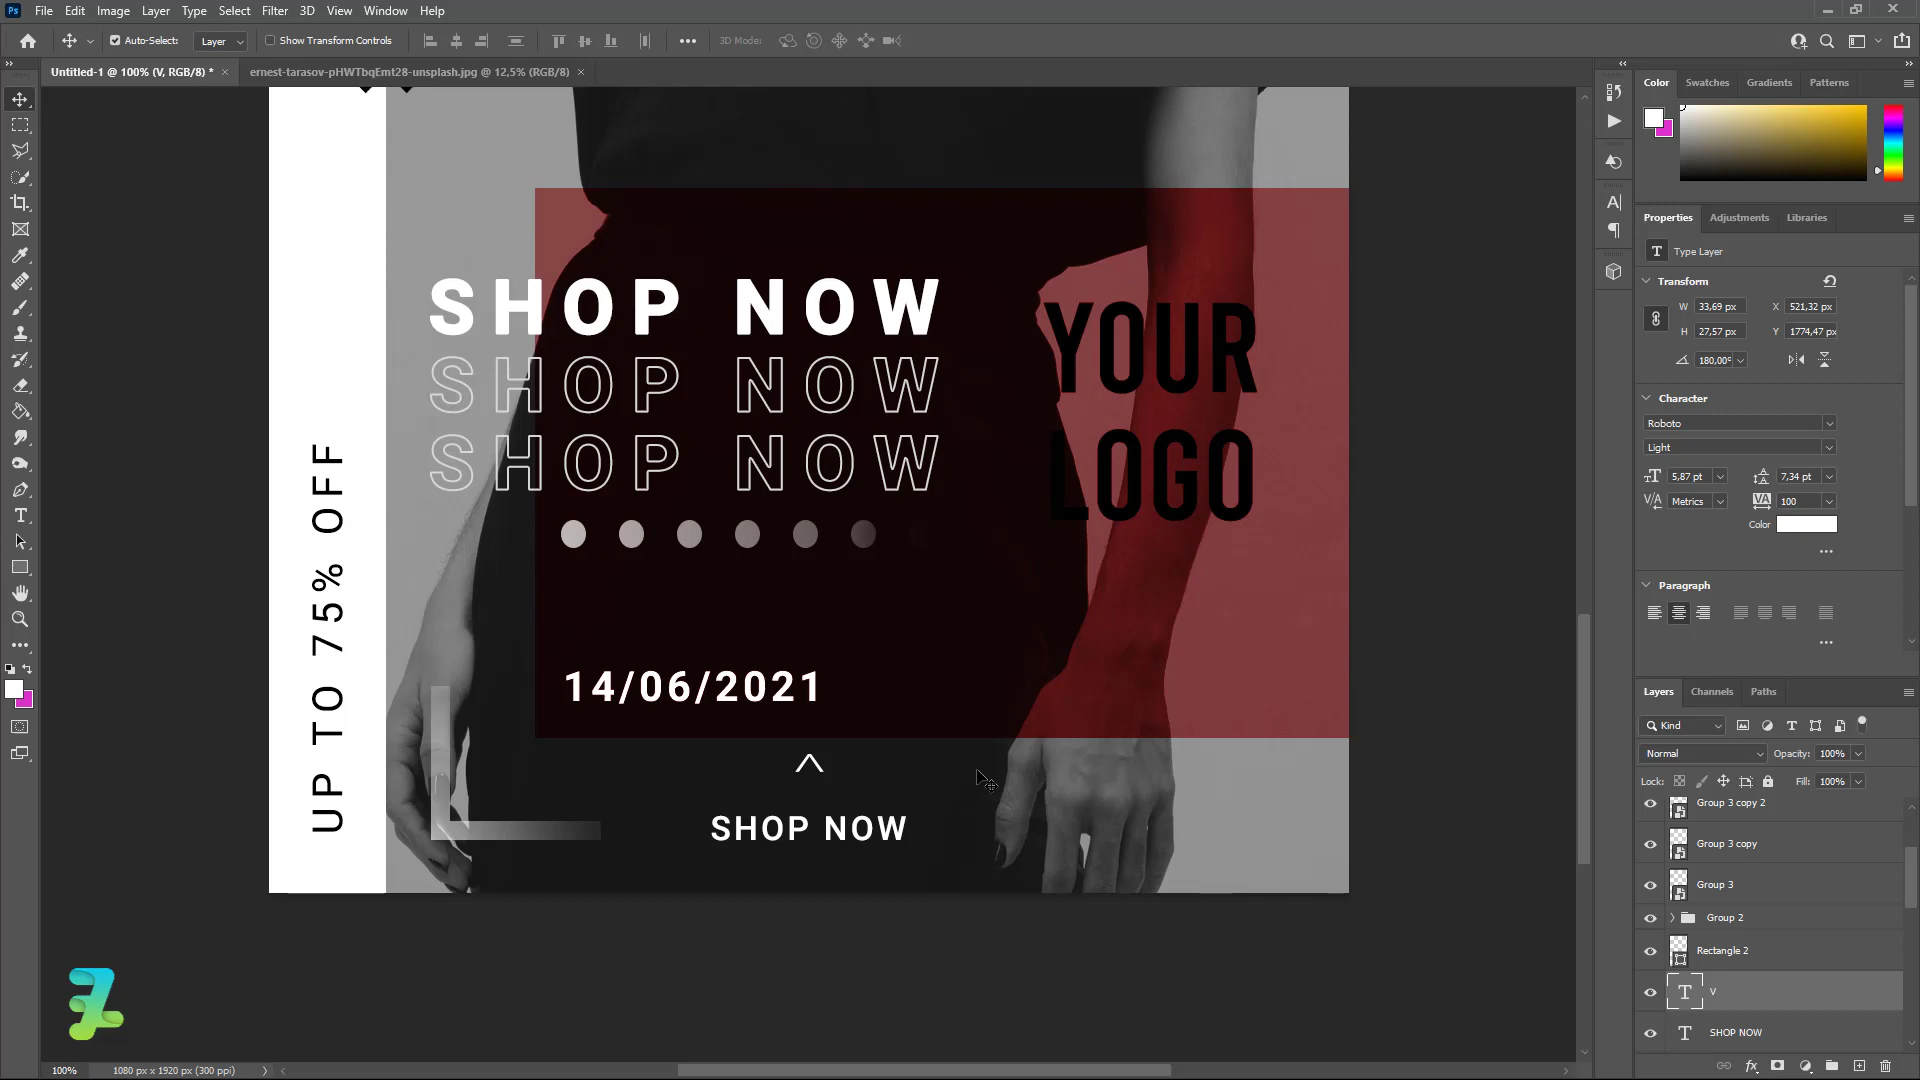 Ps File Edit Image Layer Type Select Filter 3D View Window Help
Auto-Select: Layer Show Transform Controls 3D Mode:
Untitled-1 @ 100% (V, RGB/8) * × ernest-tarasov-pHWTbqEmt28-unsplash.jpg @ 12,5% (RGB/8) ×
UP TO 75% OFF
SHOP NOW
SHOP NOW
SHOP NOW
YOUR
LOGO
14/06/2021
SHOP NOW
100% 1080 px x 1920 px (300 ppi)
Color Swatches Gradients Patterns
Properties Adjustments Libraries
T Type Layer
Transform
W 33,69 px X 521,32 px
H 27,57 px Y 1774,47 px
180,00°
Character
Roboto
Light
5,87 pt 7,34 pt
Metrics 100
Color
Paragraph
Layers Channels Paths
Kind
Normal Opacity: 100%
Lock: Fill: 100%
Group 3 copy 2
Group 3 copy
Group 3
Group 2
Rectangle 2
T V
T SHOP NOW